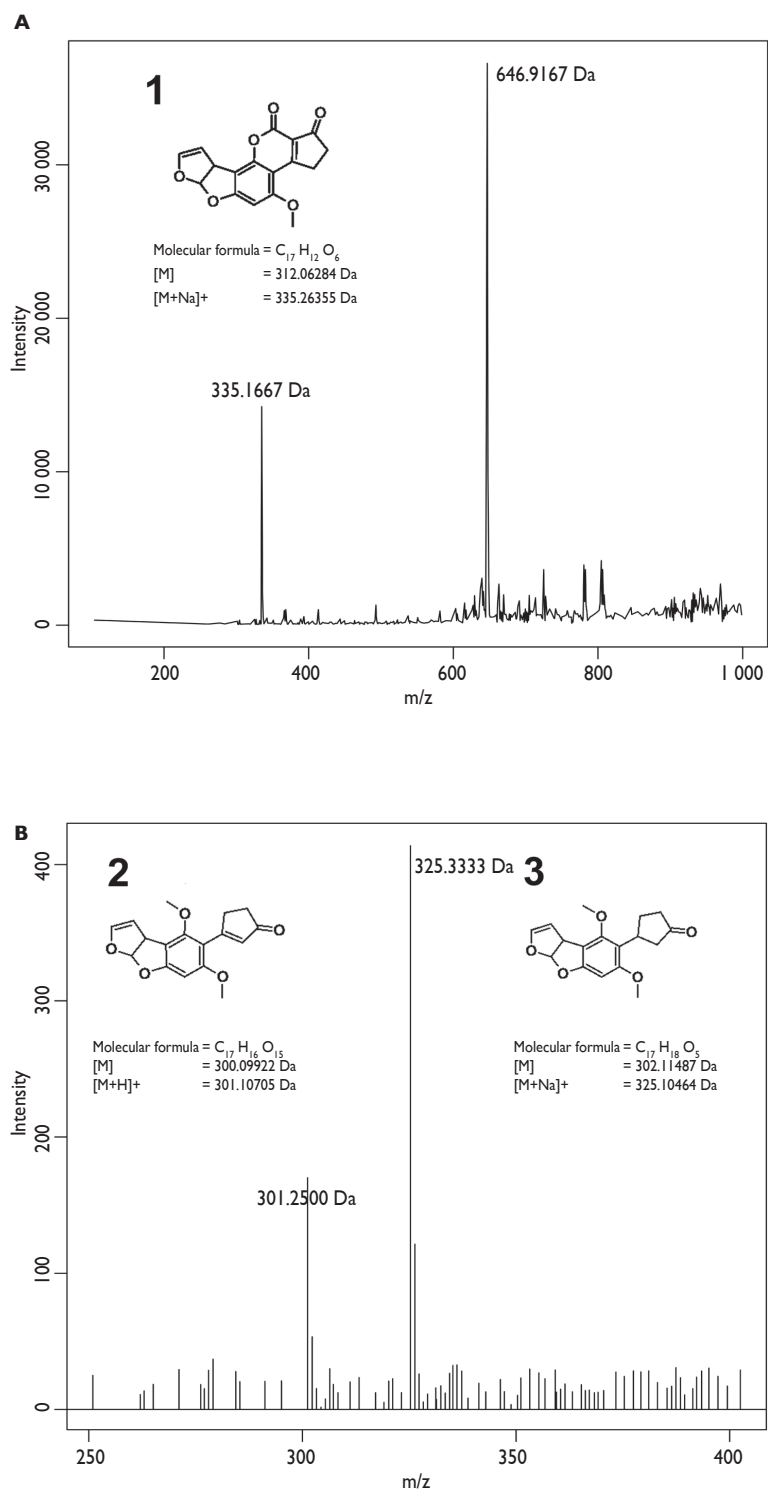 A
1
646.9167 Da
O
O
O
O
O
O
Molecular formula = C17 H12 O6
[M] = 312.06284 Da
[M+Na]+ = 335.26355 Da
335.1667 Da
Intensity
0
10 000
20 000
30 000
200
400
600
800
1 000
m/z
B
2
325.3333 Da
3
O
O
O
O
O
Molecular formula = C17 H16 O15
[M] = 300.09922 Da
[M+H]+ = 301.10705 Da
O
O
O
O
O
Molecular formula = C17 H18 O5
[M] = 302.11487 Da
[M+Na]+ = 325.10464 Da
301.2500 Da
Intensity
0
100
200
300
400
250
300
350
400
m/z